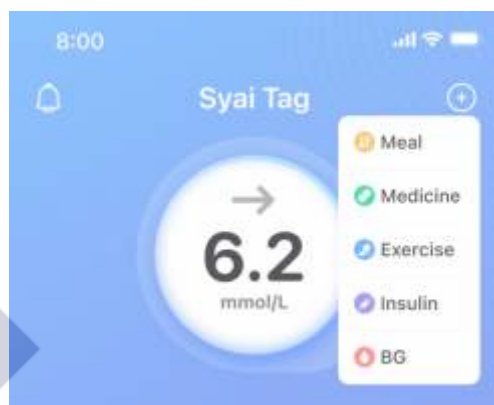 8:00
Syai Tag
Meal
Medicine
Exercise
Insulin
BG
6.2
mmol/L